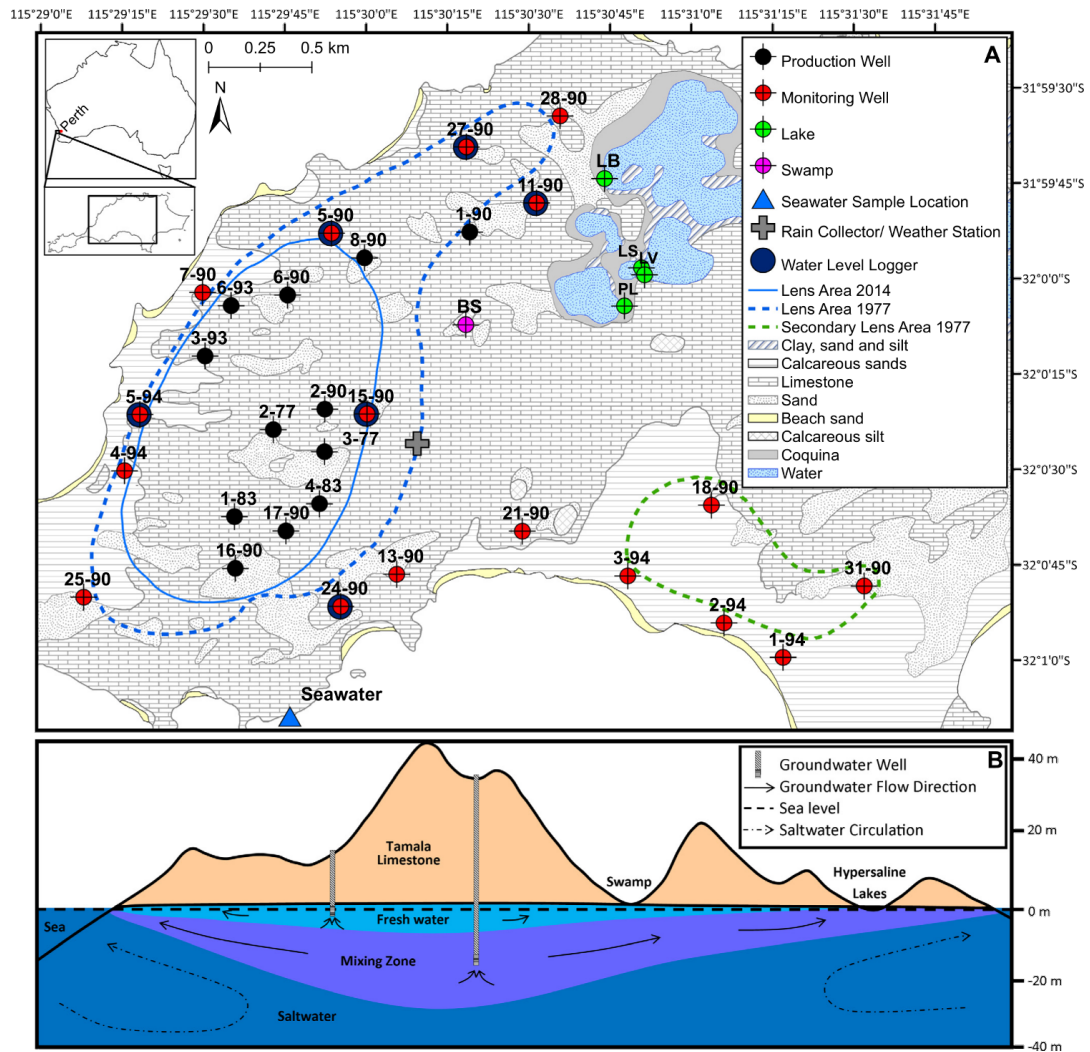 115°29'0"E 115°29'15"E 115°29'30"E 115°29'45"E 115°30'0"E 115°30'15"E 115°30'30"E 115°30'45"E 115°31'0"E 115°31'15"E 115°31'30"E 115°31'45"E
0 0.25 0.5 km
N
Perth
A
Production Well
Monitoring Well
Lake
Swamp
Seawater Sample Location
Rain Collector/ Weather Station
Water Level Logger
Lens Area 2014
Lens Area 1977
Secondary Lens Area 1977
Clay, sand and silt
Calcareous sands
Limestone
Sand
Beach sand
Calcareous silt
Coquina
Water
31°59'30"S
31°59'45"S
32°0'0"S
32°0'15"S
32°0'30"S
32°0'45"S
32°1'0"S
28-90
27-90
LB
11-90
5-90
1-90
8-90
LS
LV
7-90
6-90
6-93
PL
BS
3-93
2-90
15-90
5-94
2-77
3-77
4-94
4-83
18-90
1-83
17-90
21-90
16-90
13-90
3-94
31-90
25-90
24-90
2-94
1-94
Seawater
B
Groundwater Well
Groundwater Flow Direction
Sea level
Saltwater Circulation
40 m
20 m
0 m
-20 m
-40 m
Tamala
Limestone
Swamp
Hypersaline
Lakes
Sea
Fresh water
Mixing Zone
Saltwater